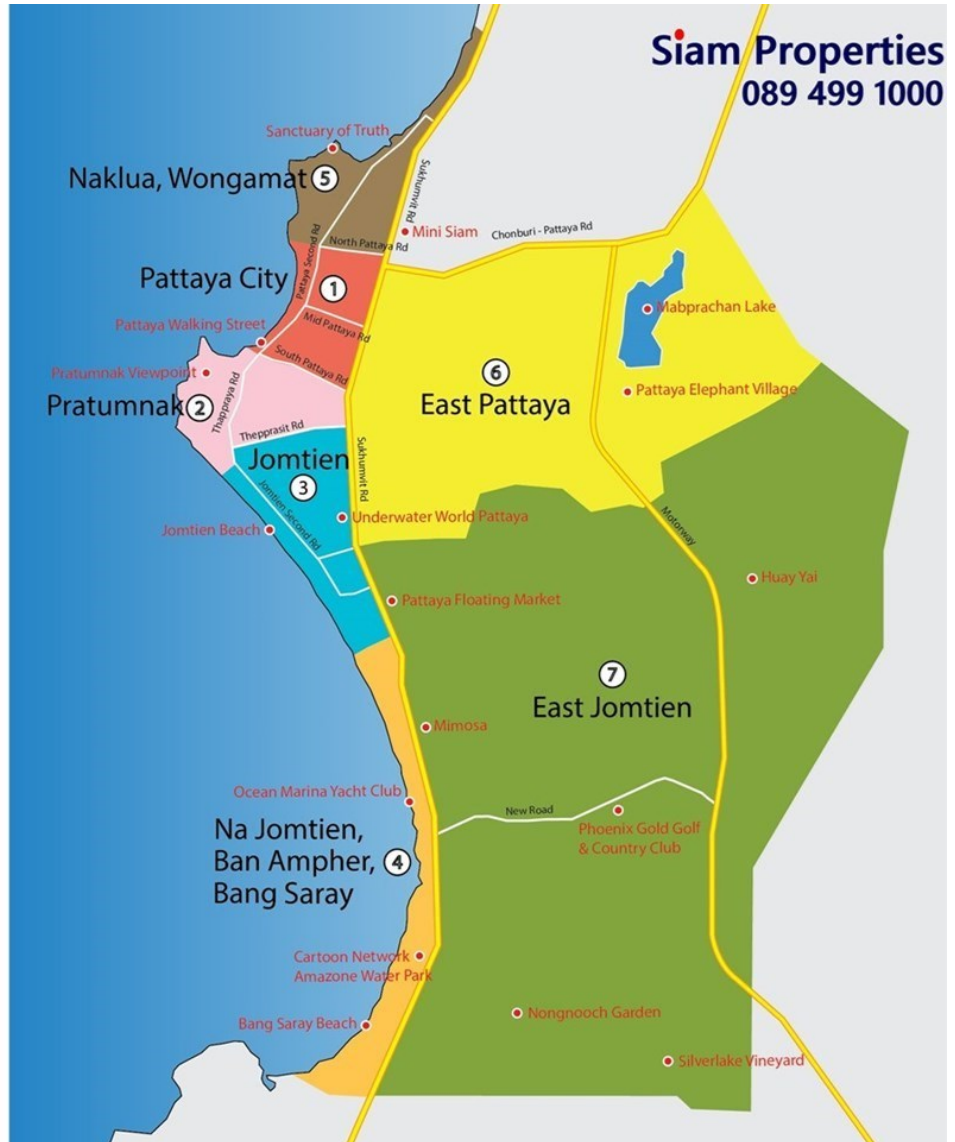 Siam Properties
089 499 1000
Sanctuary of Truth
Naklua, Wongamat 5
Sukhumvit Rd
Mini Siam
Chonburi - Pattaya Rd
North Pattaya Rd
Pattaya Second Rd
Pattaya City
1
Mabprachan Lake
Mid Pattaya Rd
Pattaya Walking Street
South Pattaya Rd
Pratumnak Viewpoint
6
East Pattaya
Pattaya Elephant Village
Pratumnak 2
Thappraya Rd
Thepprasit Rd
Jomtien
3
Sukhumvit Rd
Jomtien Second Rd
Underwater World Pattaya
Jomtien Beach
Motorway
Huay Yai
Pattaya Floating Market
7
East Jomtien
Mimosa
Ocean Marina Yacht Club
New Road
Phoenix Gold Golf
& Country Club
Na Jomtien,
Ban Ampher, 4
Bang Saray
Cartoon Network
Amazone Water Park
Bang Saray Beach
Nongnooch Garden
Silverlake Vineyard